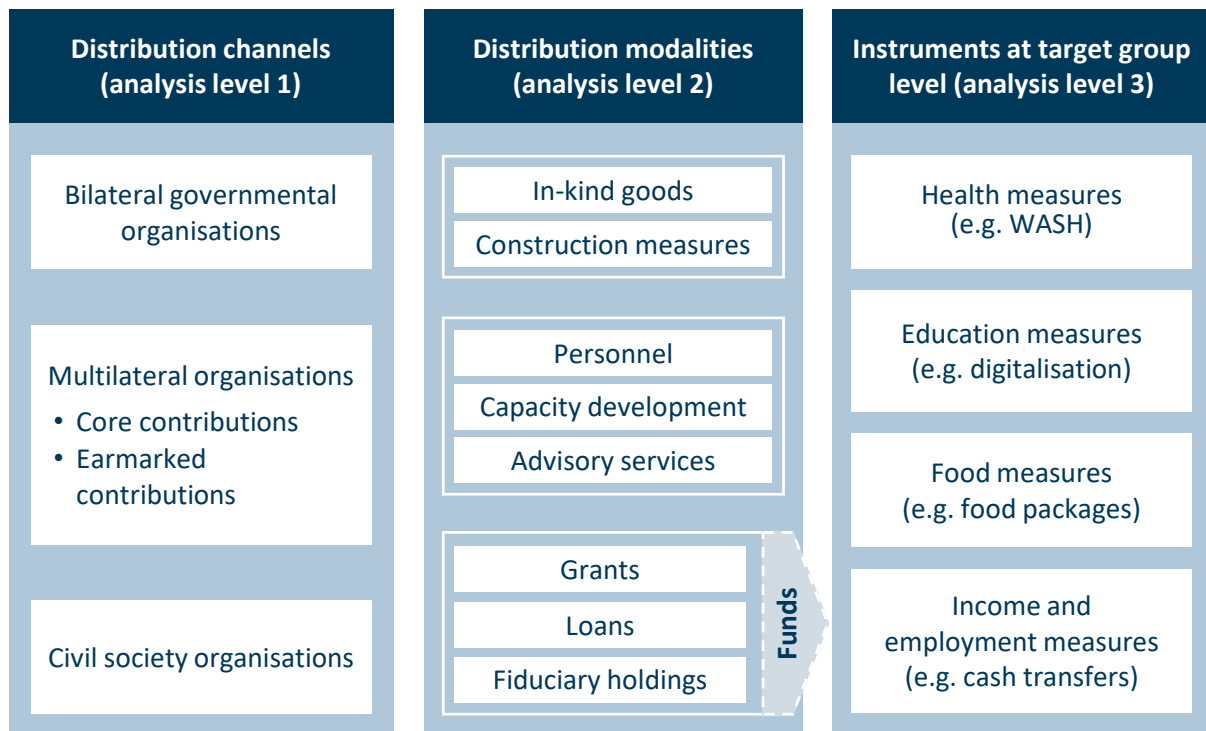 Distribution channels
(analysis level 1)
Bilateral governmental
organisations
Multilateral organisations
• Core contributions
• Earmarked
contributions
Civil society organisations
Distribution modalities
(analysis level 2)
In-kind goods
Construction measures
Personnel
Capacity development
Advisory services
Grants
Loans
Fiduciary holdings
Funds
Instruments at target group
level (analysis level 3)
Health measures
(e.g. WASH)
Education measures
(e.g. digitalisation)
Food measures
(e.g. food packages)
Income and
employment measures
(e.g. cash transfers)